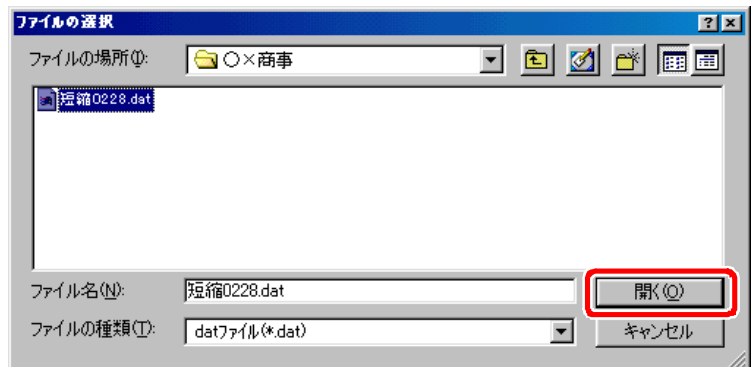 ファイルの選択
ファイルの場所(I): ○×商事
短縮0228.dat
ファイル名(N): 短縮0228.dat 開く(O)
ファイルの種類(T): datファイル(*.dat) キャンセル